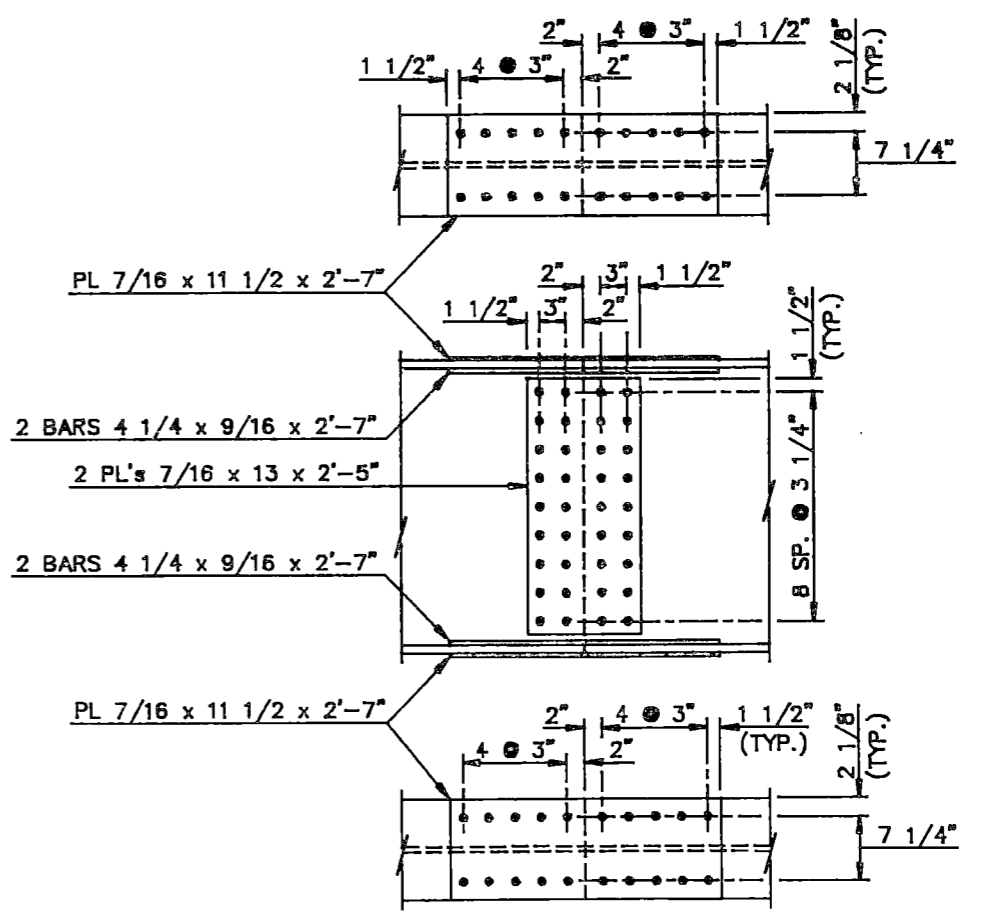 2" 4 @ 3" 1 1/2"
1 1/2" 4 @ 3" 2"
2 1/8"
(TYP.)
7 1/4"
PL 7/16 x 11 1/2 x 2'-7"
2" 3" 1 1/2"
1 1/2" 3" 2"
1 1/2"
(TYP.)
2 BARS 4 1/4 x 9/16 x 2'-7"
2 PL's 7/16 x 13 x 2'-5"
8 SP. @ 3 1/4"
2 BARS 4 1/4 x 9/16 x 2'-7"
PL 7/16 x 11 1/2 x 2'-7"
2" 4 @ 3" 1 1/2"
(TYP.)
4 @ 3" 2"
2 1/8"
(TYP.)
7 1/4"